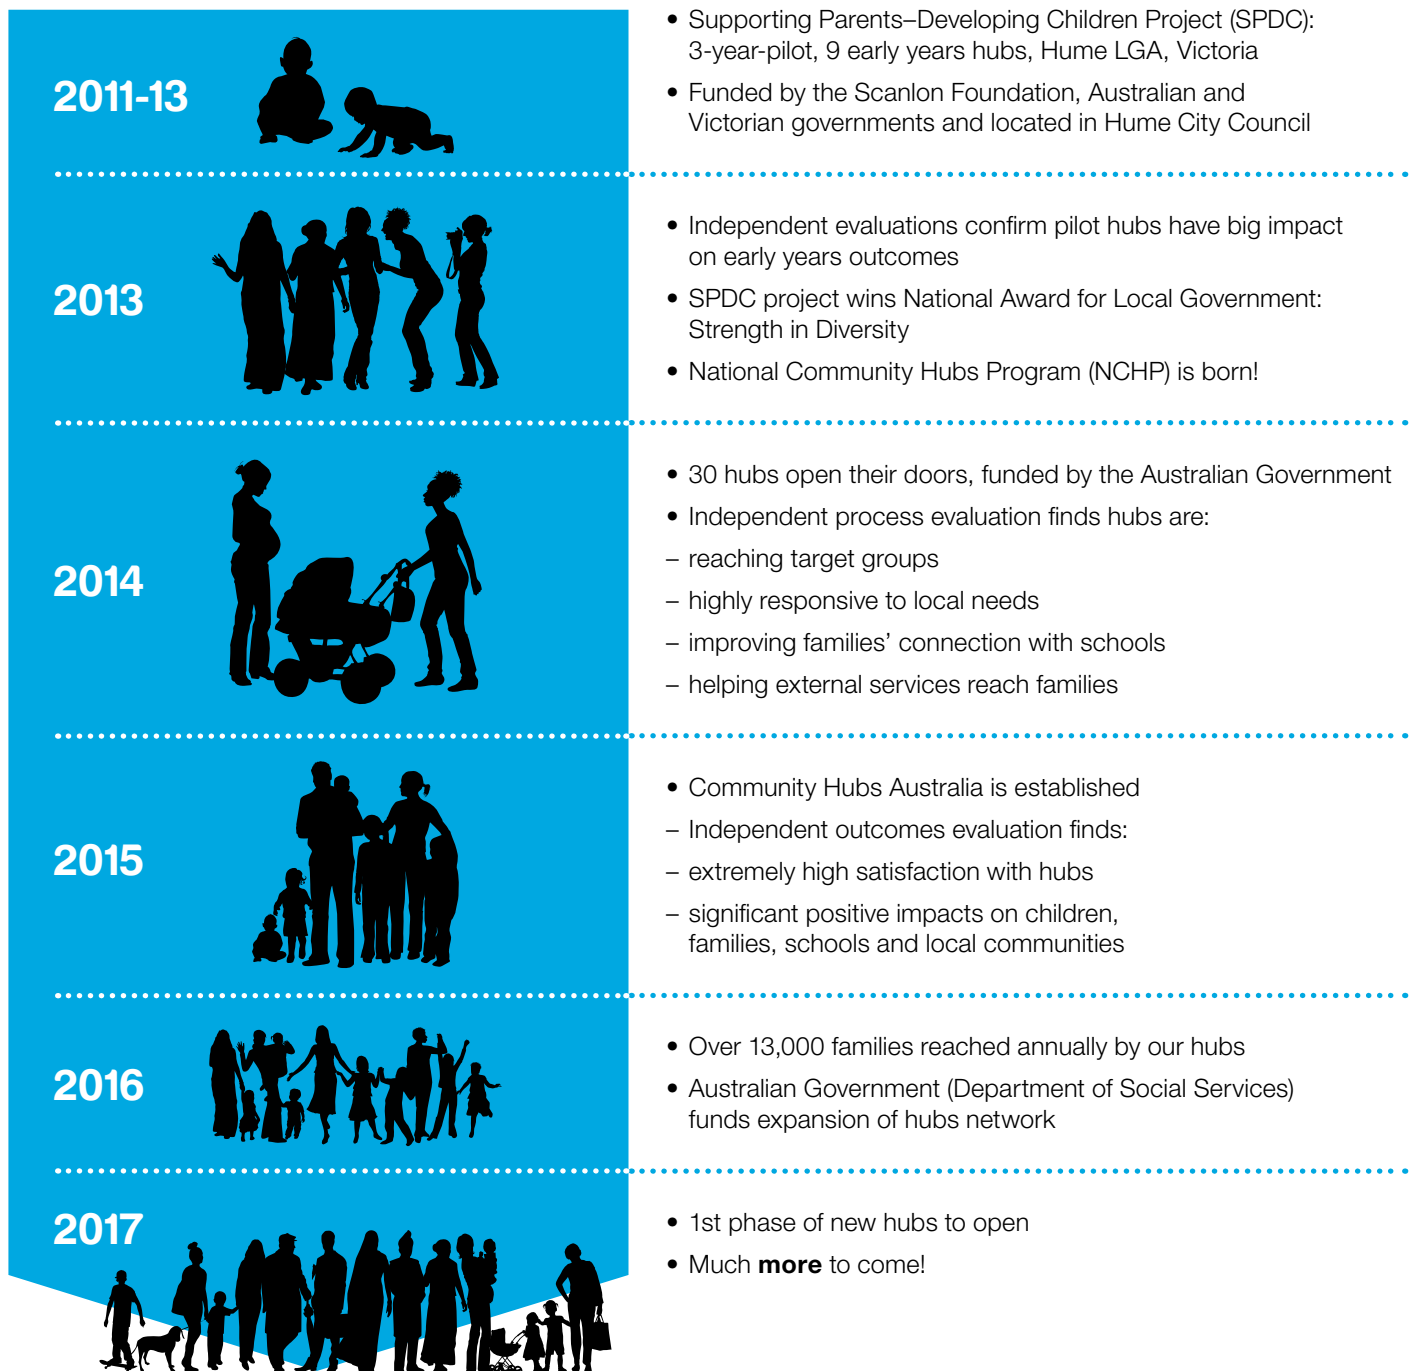 2011-13
• Supporting Parents–Developing Children Project (SPDC):
3-year-pilot, 9 early years hubs, Hume LGA, Victoria
• Funded by the Scanlon Foundation, Australian and
Victorian governments and located in Hume City Council
2013
• Independent evaluations confirm pilot hubs have big impact
on early years outcomes
• SPDC project wins National Award for Local Government:
Strength in Diversity
• National Community Hubs Program (NCHP) is born!
2014
• 30 hubs open their doors, funded by the Australian Government
• Independent process evaluation finds hubs are:
– reaching target groups
– highly responsive to local needs
– improving families’ connection with schools
– helping external services reach families
2015
• Community Hubs Australia is established
– Independent outcomes evaluation finds:
– extremely high satisfaction with hubs
– significant positive impacts on children,
families, schools and local communities
2016
• Over 13,000 families reached annually by our hubs
• Australian Government (Department of Social Services)
funds expansion of hubs network
2017
• 1st phase of new hubs to open
• Much more to come!